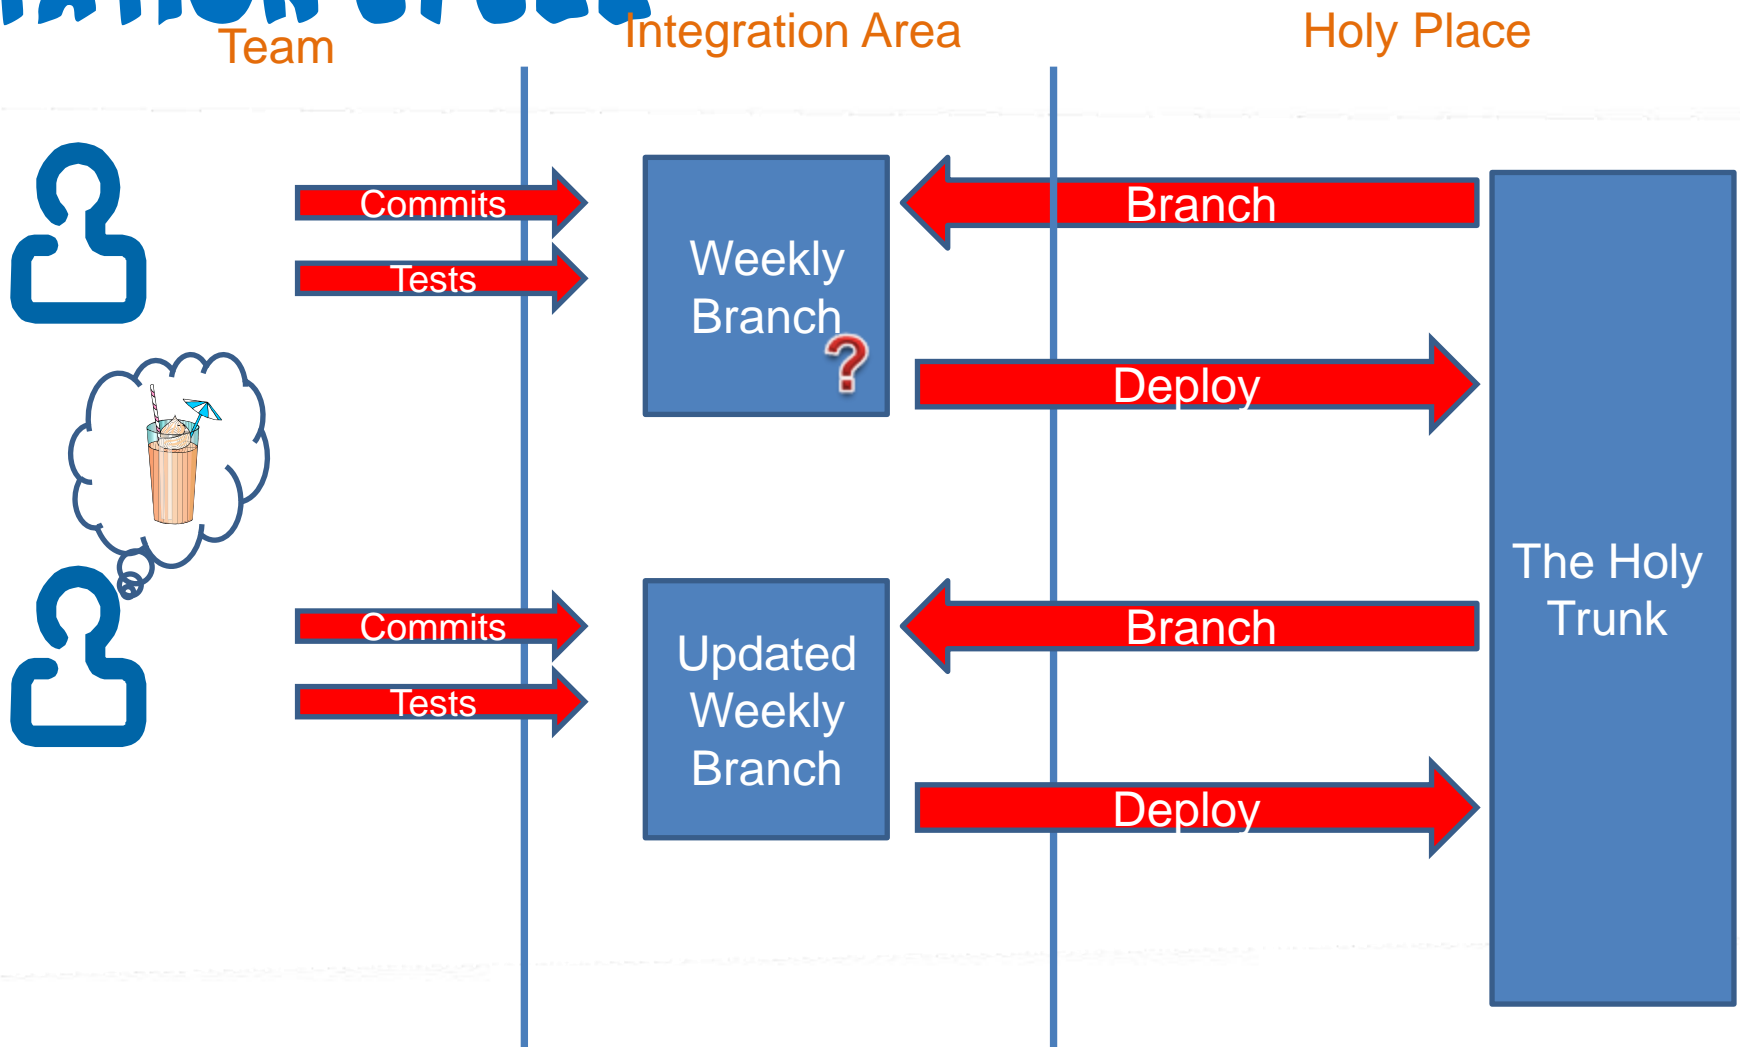 Team
Integration Area
Holy Place
Commits
Tests
Weekly
Branch
?
Branch
Deploy
Commits
Tests
Updated
Weekly
Branch
Branch
Deploy
The Holy
Trunk